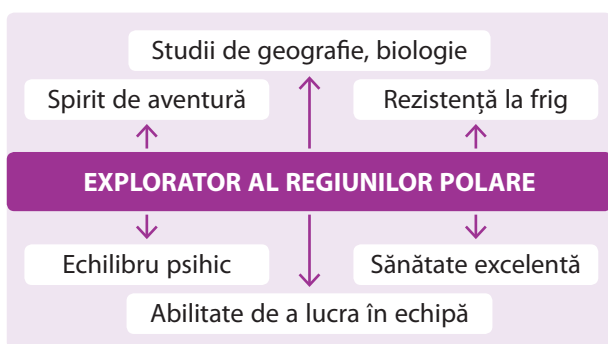 Studii de geografie, biologie
Spirit de aventură
Rezistență la frig
EXPLORATOR AL REGIUNILOR POLARE
Echilibru psihic
Sănătate excelentă
Abilitate de a lucra în echipă